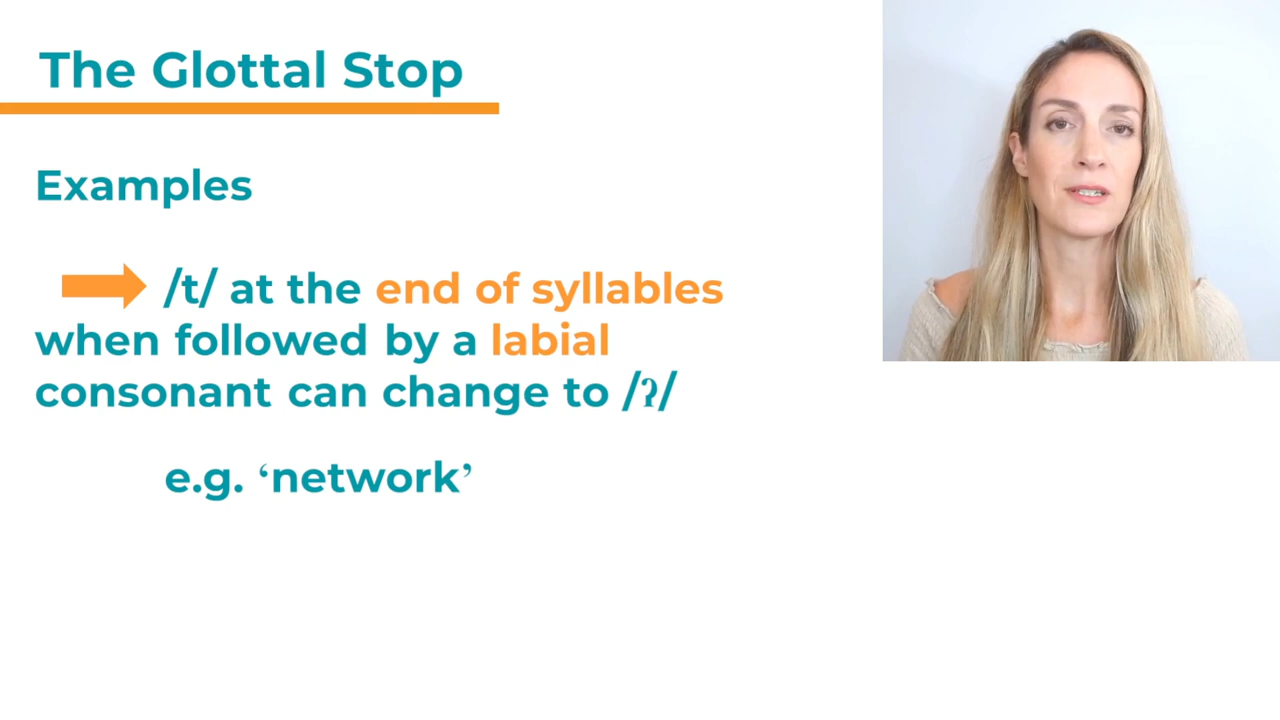 The Glottal Stop
Examples
/t/ at the end of syllables
when followed by a labial
consonant can change to /ʔ/
e.g. ‘network’